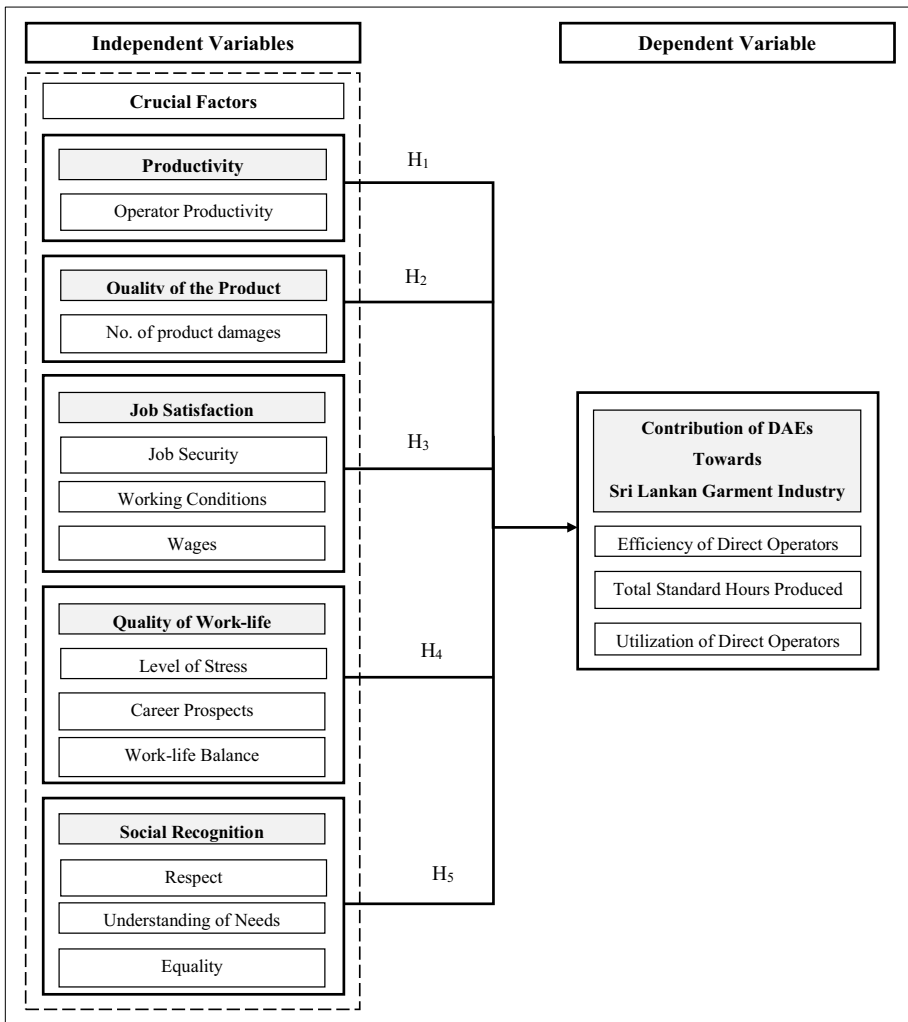 Independent Variables
Dependent Variable
Crucial Factors
Productivity
Operator Productivity
H₁
Quality of the Product
No. of product damages
H₂
Job Satisfaction
Job Security
Working Conditions
Wages
H₃
Quality of Work-life
Level of Stress
Career Prospects
Work-life Balance
H₄
Social Recognition
Respect
Understanding of Needs
Equality
H₅
Contribution of DAEs
Towards
Sri Lankan Garment Industry
Efficiency of Direct Operators
Total Standard Hours Produced
Utilization of Direct Operators